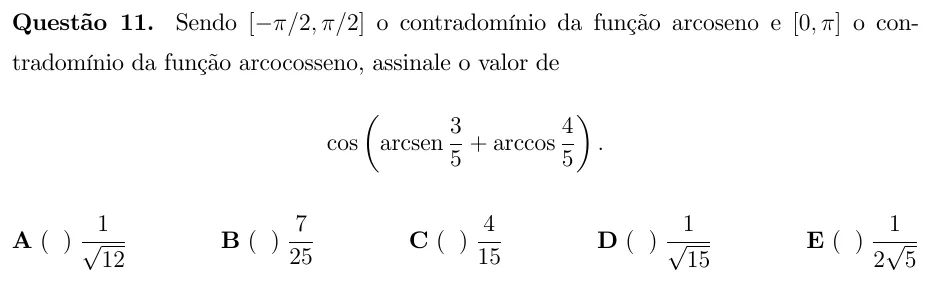 Questão 11. Sendo [−π/2, π/2] o contradomínio da função arcoseno e [0, π] o con-
tradomínio da função arcocosseno, assinale o valor de
cos(arcsen 3/5 + arccos 4/5).
A ( ) 1/√12 B ( ) 7/25 C ( ) 4/15 D ( ) 1/√15 E ( ) 1/2√5